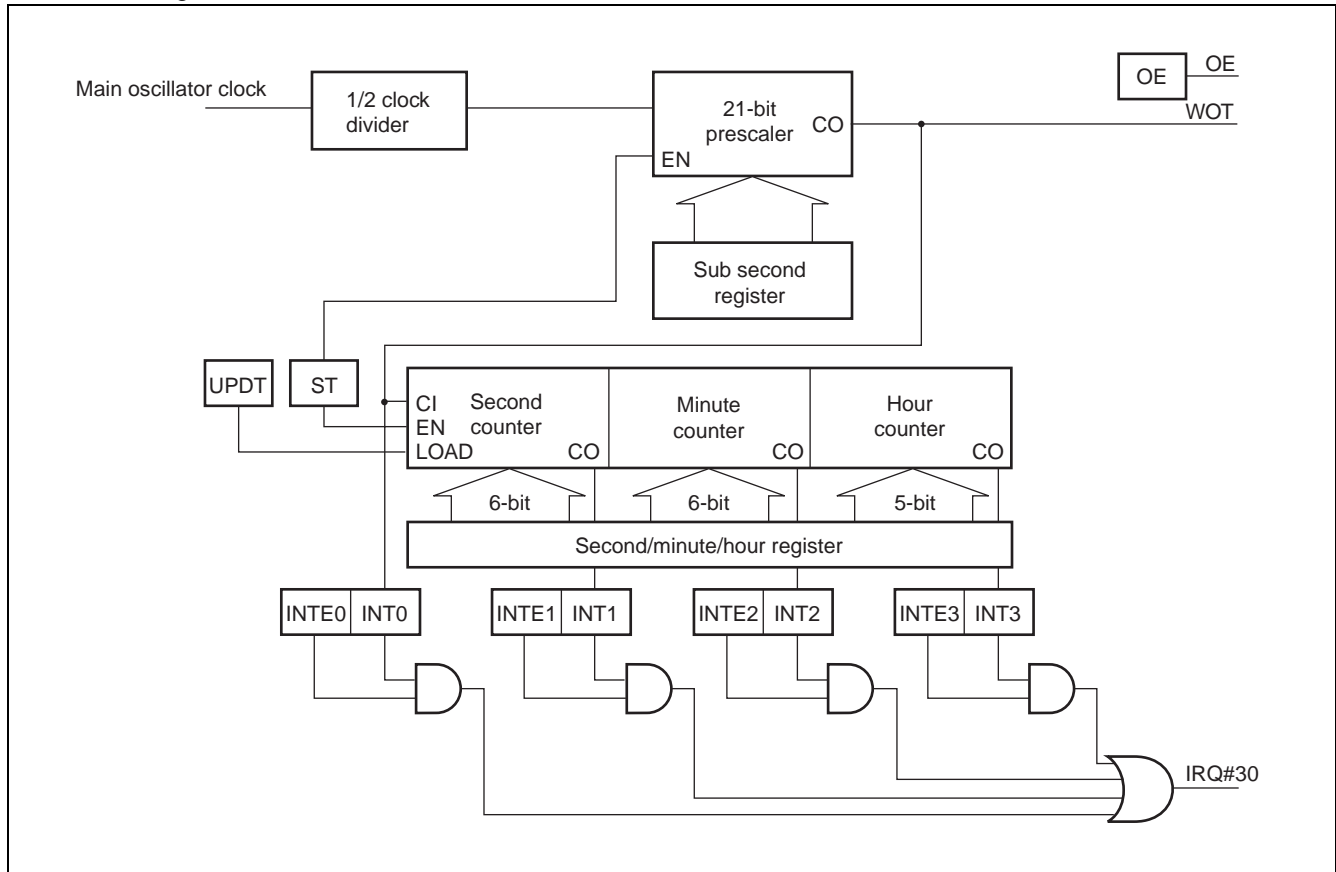 Main oscillator clock
1/2 clock
divider
21-bit
prescaler
CO
EN
OE
OE
WOT
Sub second
register
UPDT
ST
CI
EN
LOAD
Second
counter
CO
Minute
counter
CO
Hour
counter
CO
6-bit
6-bit
5-bit
Second/minute/hour register
INTE0
INT0
INTE1
INT1
INTE2
INT2
INTE3
INT3
IRQ#30